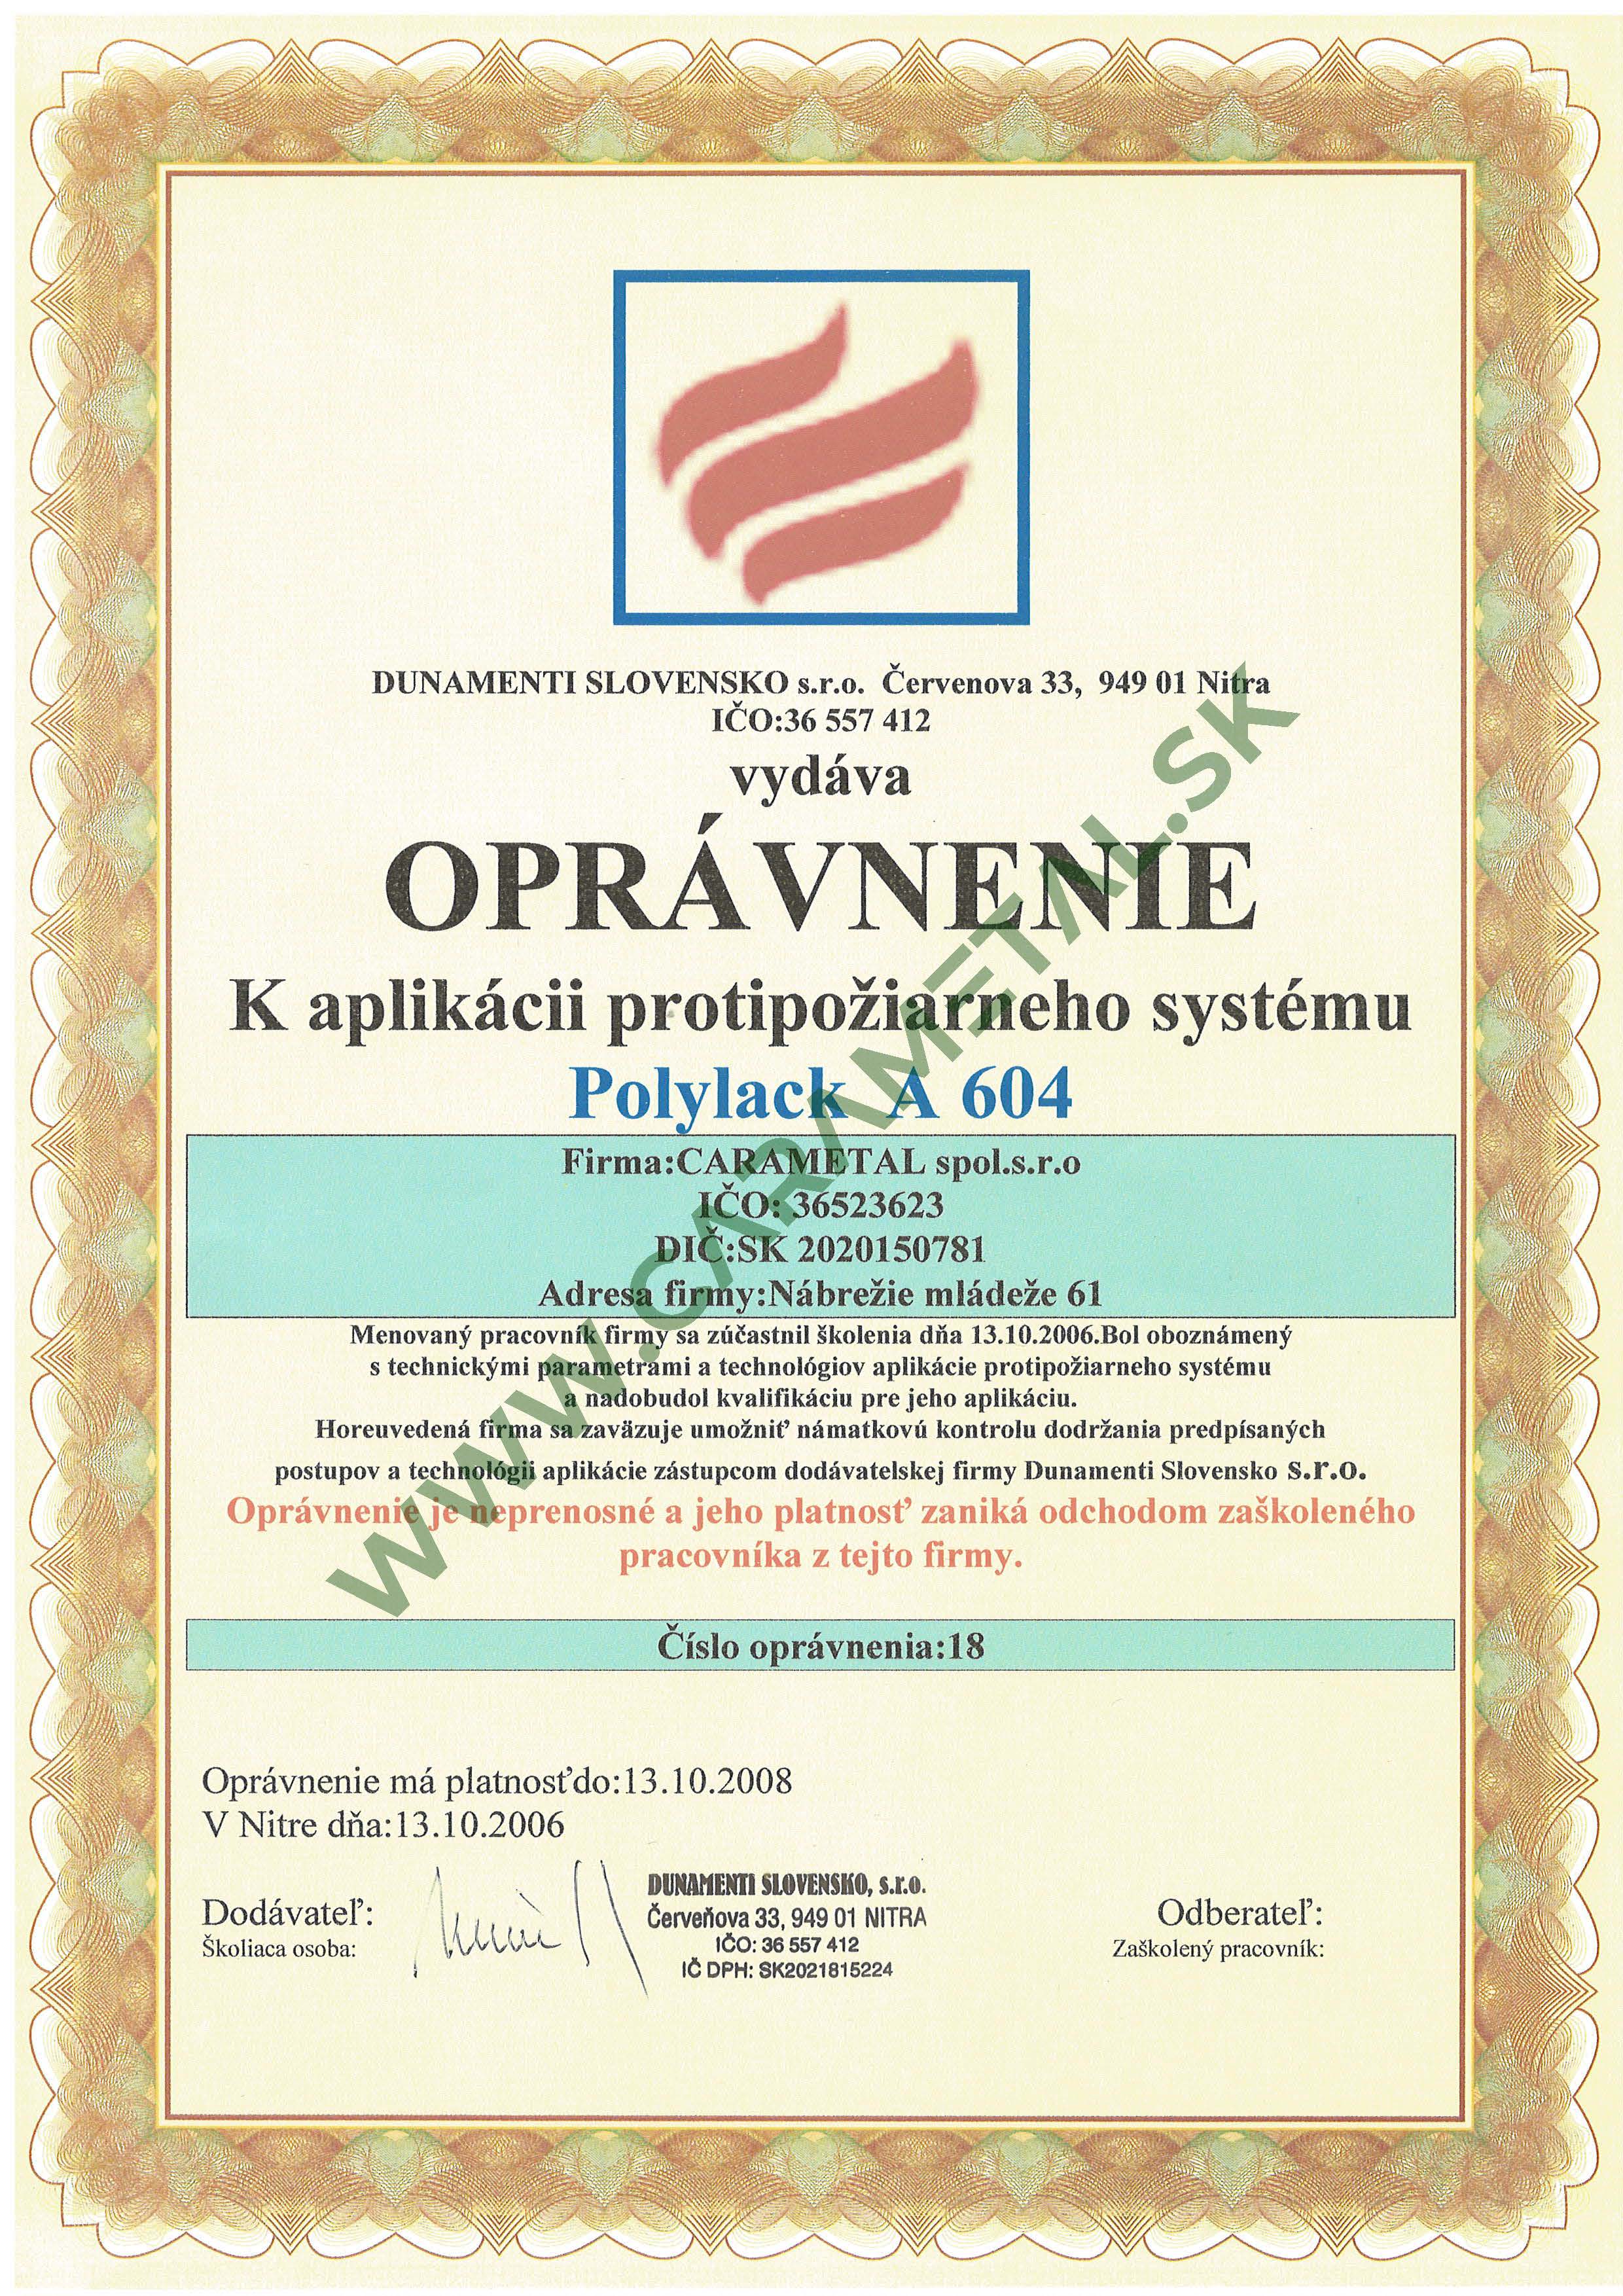 DUNAMENTI SLOVENSKO s.r.o. Červenova 33, 949 01 Nitra
IČO:36 557 412
vydáva
OPRÁVNENIE
K aplikácii protipožiarneho systému
Polylack A 604
Firma:CARAMETAL spol.s.r.o
IČO: 36523623
DIČ:SK 2020150781
Adresa firmy:Nábrežie mládeže 61
Menovaný pracovník firmy sa zúčastnil školenia dňa 13.10.2006.Bol oboznámený
s technickými parametrami a technológiov aplikácie protipožiarneho systému
a nadobudol kvalifikáciu pre jeho aplikáciu.
Horeuvedená firma sa zaväzuje umožniť námatkovú kontrolu dodržania predpísaných
postupov a technológii aplikácie zástupcom dodávatelskej firmy Dunamenti Slovensko s.r.o.
Oprávnenie je neprenosné a jeho platnosť zaniká odchodom zaškoleného
pracovníka z tejto firmy.
Číslo oprávnenia:18
Oprávnenie má platnosťdo:13.10.2008
V Nitre dňa:13.10.2006
Dodávateľ:
Školiaca osoba:
DUNAMENTI SLOVENSKO, s.r.o.
Červeňova 33, 949 01 NITRA
IČO: 36 557 412
IČ DPH: SK2021815224
Odberateľ:
Zaškolený pracovník:
WWW.CARAMETAL.SK